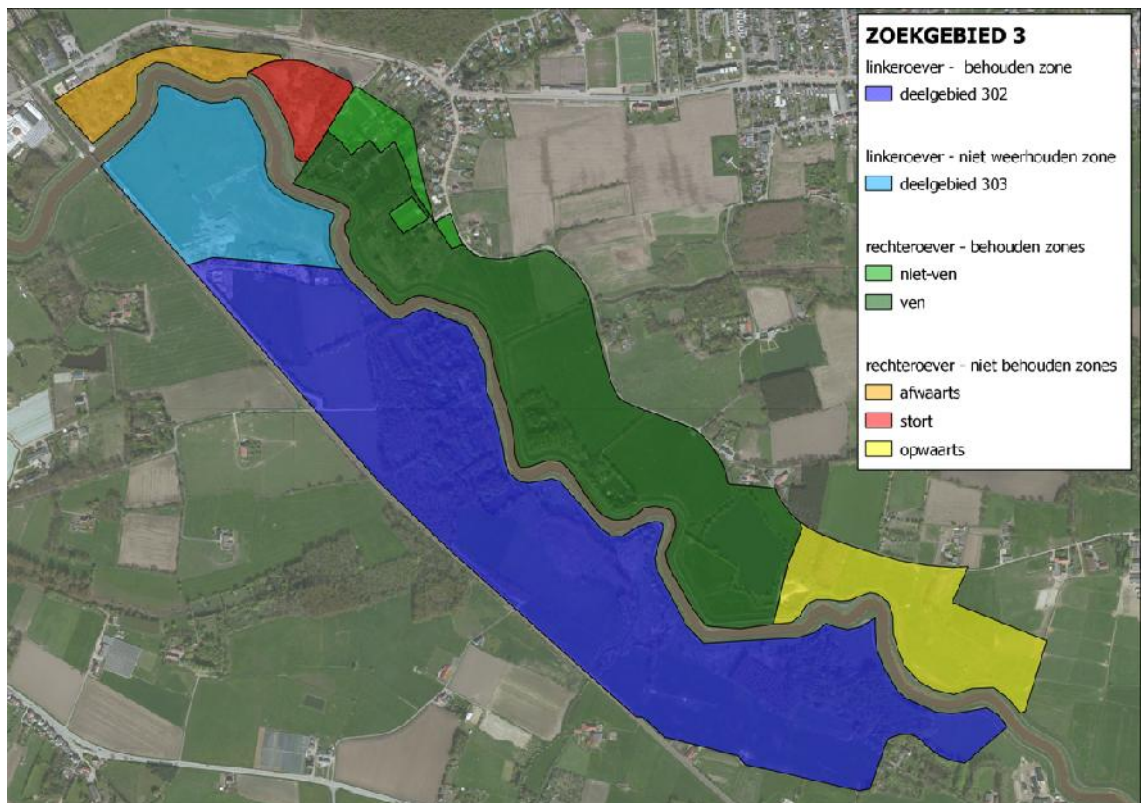 ZOEKGEBIED 3
linkeroever - behouden zone
deelgebied 302
linkeroever - niet weerhouden zone
deelgebied 303
rechteroever - behouden zones
niet-ven
ven
rechteroever - niet behouden zones
afwaarts
stort
opwaarts